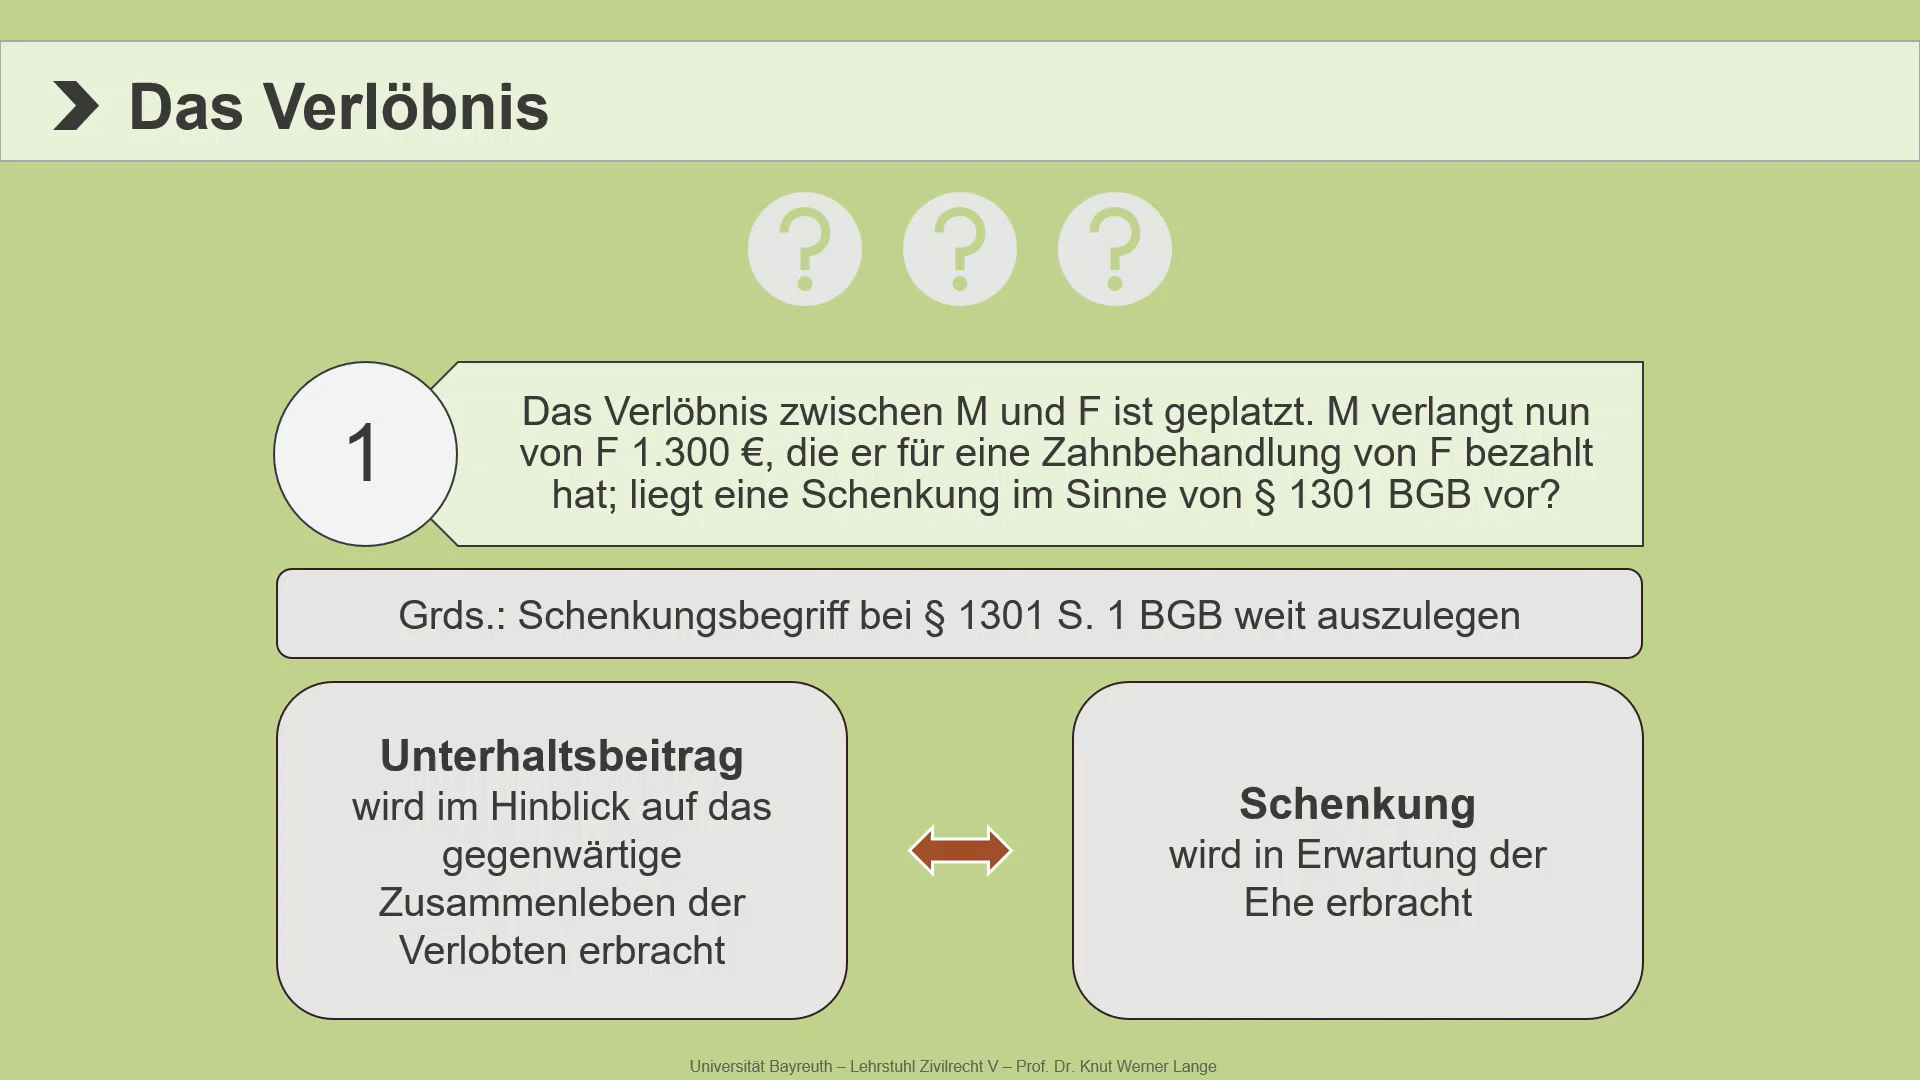 Das Verlöbnis
? ? ?
1
Das Verlöbnis zwischen M und F ist geplatzt. M verlangt nun
von F 1.300 €, die er für eine Zahnbehandlung von F bezahlt
hat; liegt eine Schenkung im Sinne von § 1301 BGB vor?
Grds.: Schenkungsbegriff bei § 1301 S. 1 BGB weit auszulegen
Unterhaltsbeitrag
wird im Hinblick auf das
gegenwärtige
Zusammenleben der
Verlobten erbracht
Schenkung
wird in Erwartung der
Ehe erbracht
Universität Bayreuth – Lehrstuhl Zivilrecht V – Prof. Dr. Knut Werner Lange